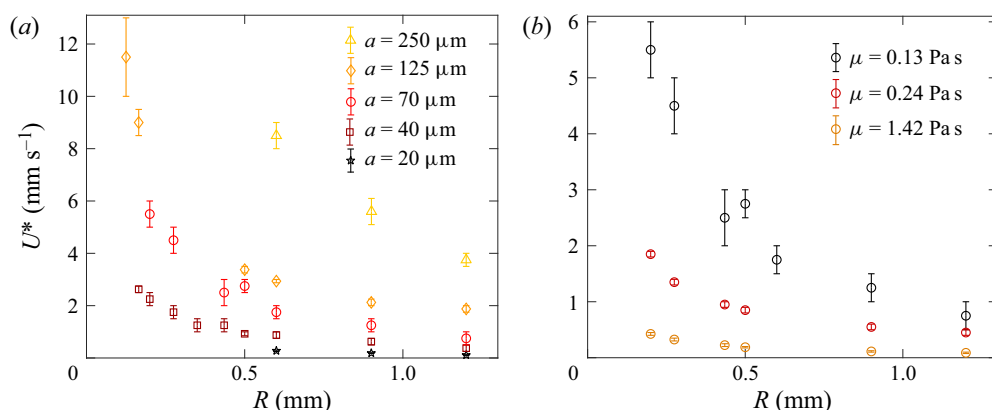 (a)
12
10
8
6
4
2
U* (mm s⁻¹)
0.5
1.0
R (mm)
a = 250 μm
a = 125 μm
a = 70 μm
a = 40 μm
a = 20 μm
(b)
6
5
4
3
2
1
0
0.5
1.0
R (mm)
μ = 0.13 Pa s
μ = 0.24 Pa s
μ = 1.42 Pa s